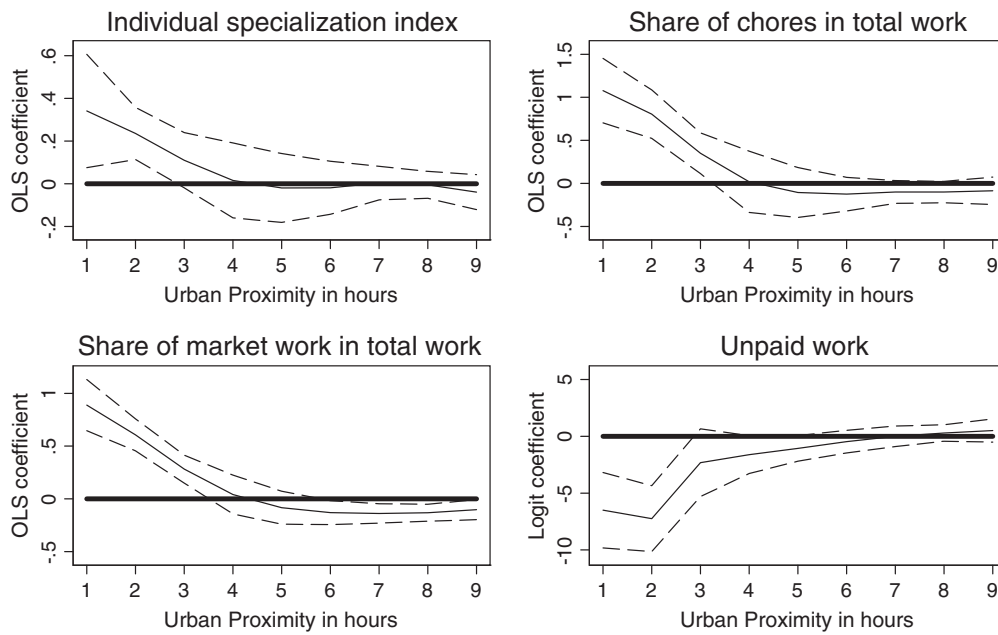 Individual specialization index
OLS coefficient
.6
.4
.2
0
-.2
1 2 3 4 5 6 7 8 9
Urban Proximity in hours
Share of chores in total work
OLS coefficient
1.5
1
.5
0
-.5
1 2 3 4 5 6 7 8 9
Urban Proximity in hours
Share of market work in total work
OLS coefficient
1
.5
0
-.5
1 2 3 4 5 6 7 8 9
Urban Proximity in hours
Unpaid work
Logit coefficient
5
0
-5
-10
1 2 3 4 5 6 7 8 9
Urban Proximity in hours